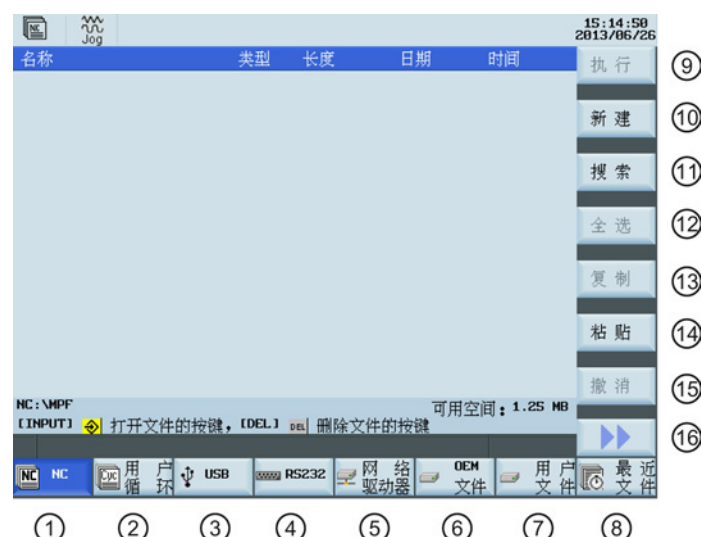 NC
Jog
15:14:50
2013/06/26
名称 类型 长度 日期 时间
执行 ⑨
新建 ⑩
搜索 ⑪
全选 ⑫
复制 ⑬
粘贴 ⑭
撤消 ⑮
⑯
NC:\MPF 可用空间：1.25 MB
[INPUT] 打开文件的按键，[DEL] DEL 删除文件的按键
NC NC
CYC 用户循环
USB
RS232
网络驱动器
OEM文件
用户文件
最近文件
① ② ③ ④ ⑤ ⑥ ⑦ ⑧